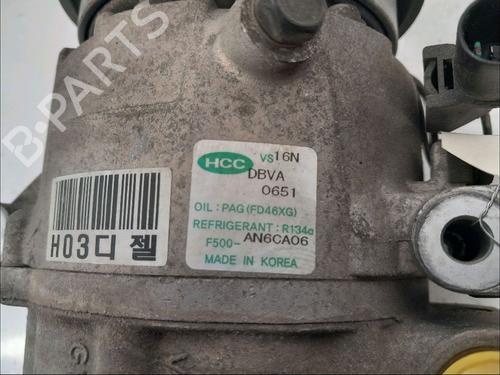 B-PARTS
HCC VS16N
DBVA
0651
OIL : PAG (FD46XG)
REFRIGERANT : R134a
F500-AN6CA06
MADE IN KOREA
H03디젤